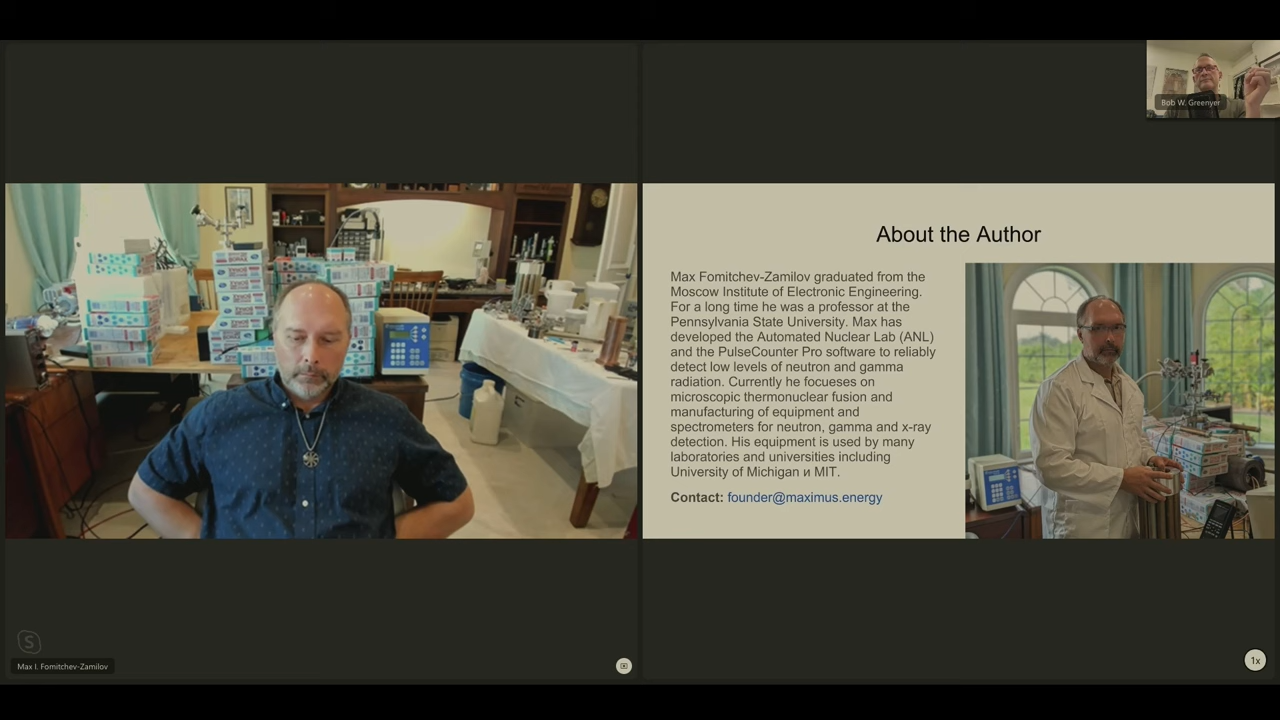 Bob W. Greenyer
About the Author
Max Fomitchev-Zamilov graduated from the
Moscow Institute of Electronic Engineering.
For a long time he was a professor at the
Pennsylvania State University. Max has
developed the Automated Nuclear Lab (ANL)
and the PulseCounter Pro software to reliably
detect low levels of neutron and gamma
radiation. Currently he focueses on
microscopic thermonuclear fusion and
manufacturing of equipment and
spectrometers for neutron, gamma and x-ray
detection. His equipment is used by many
laboratories and universities including
University of Michigan и MIT.
Contact: founder@maximus.energy
Max I. Fomitchev-Zamilov
1x